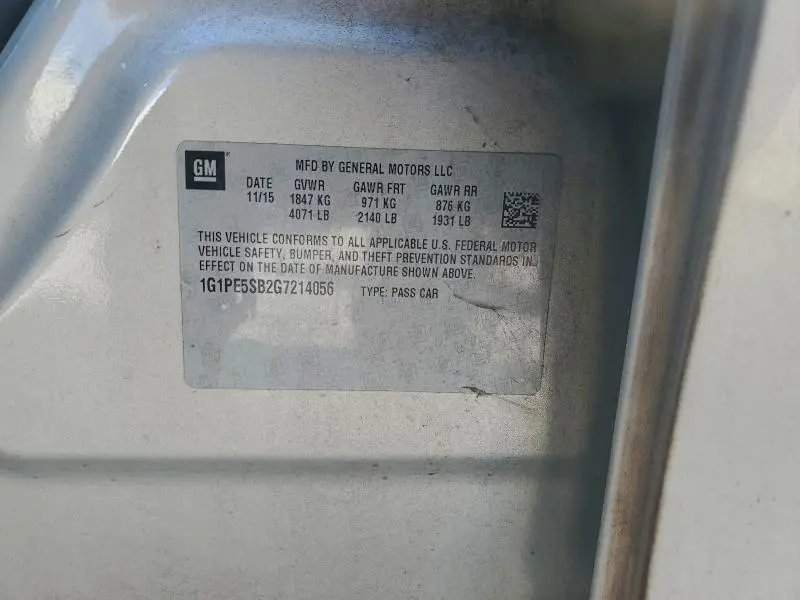 GM
MFD BY GENERAL MOTORS LLC
DATE GVWR GAWR FRT GAWR RR
11/15 1847 KG 971 KG 876 KG
4071 LB 2140 LB 1931 LB
THIS VEHICLE CONFORMS TO ALL APPLICABLE U.S. FEDERAL MOTOR
VEHICLE SAFETY, BUMPER, AND THEFT PREVENTION STANDARDS IN
EFFECT ON THE DATE OF MANUFACTURE SHOWN ABOVE.
1G1PE5SB2G7214056 TYPE: PASS CAR